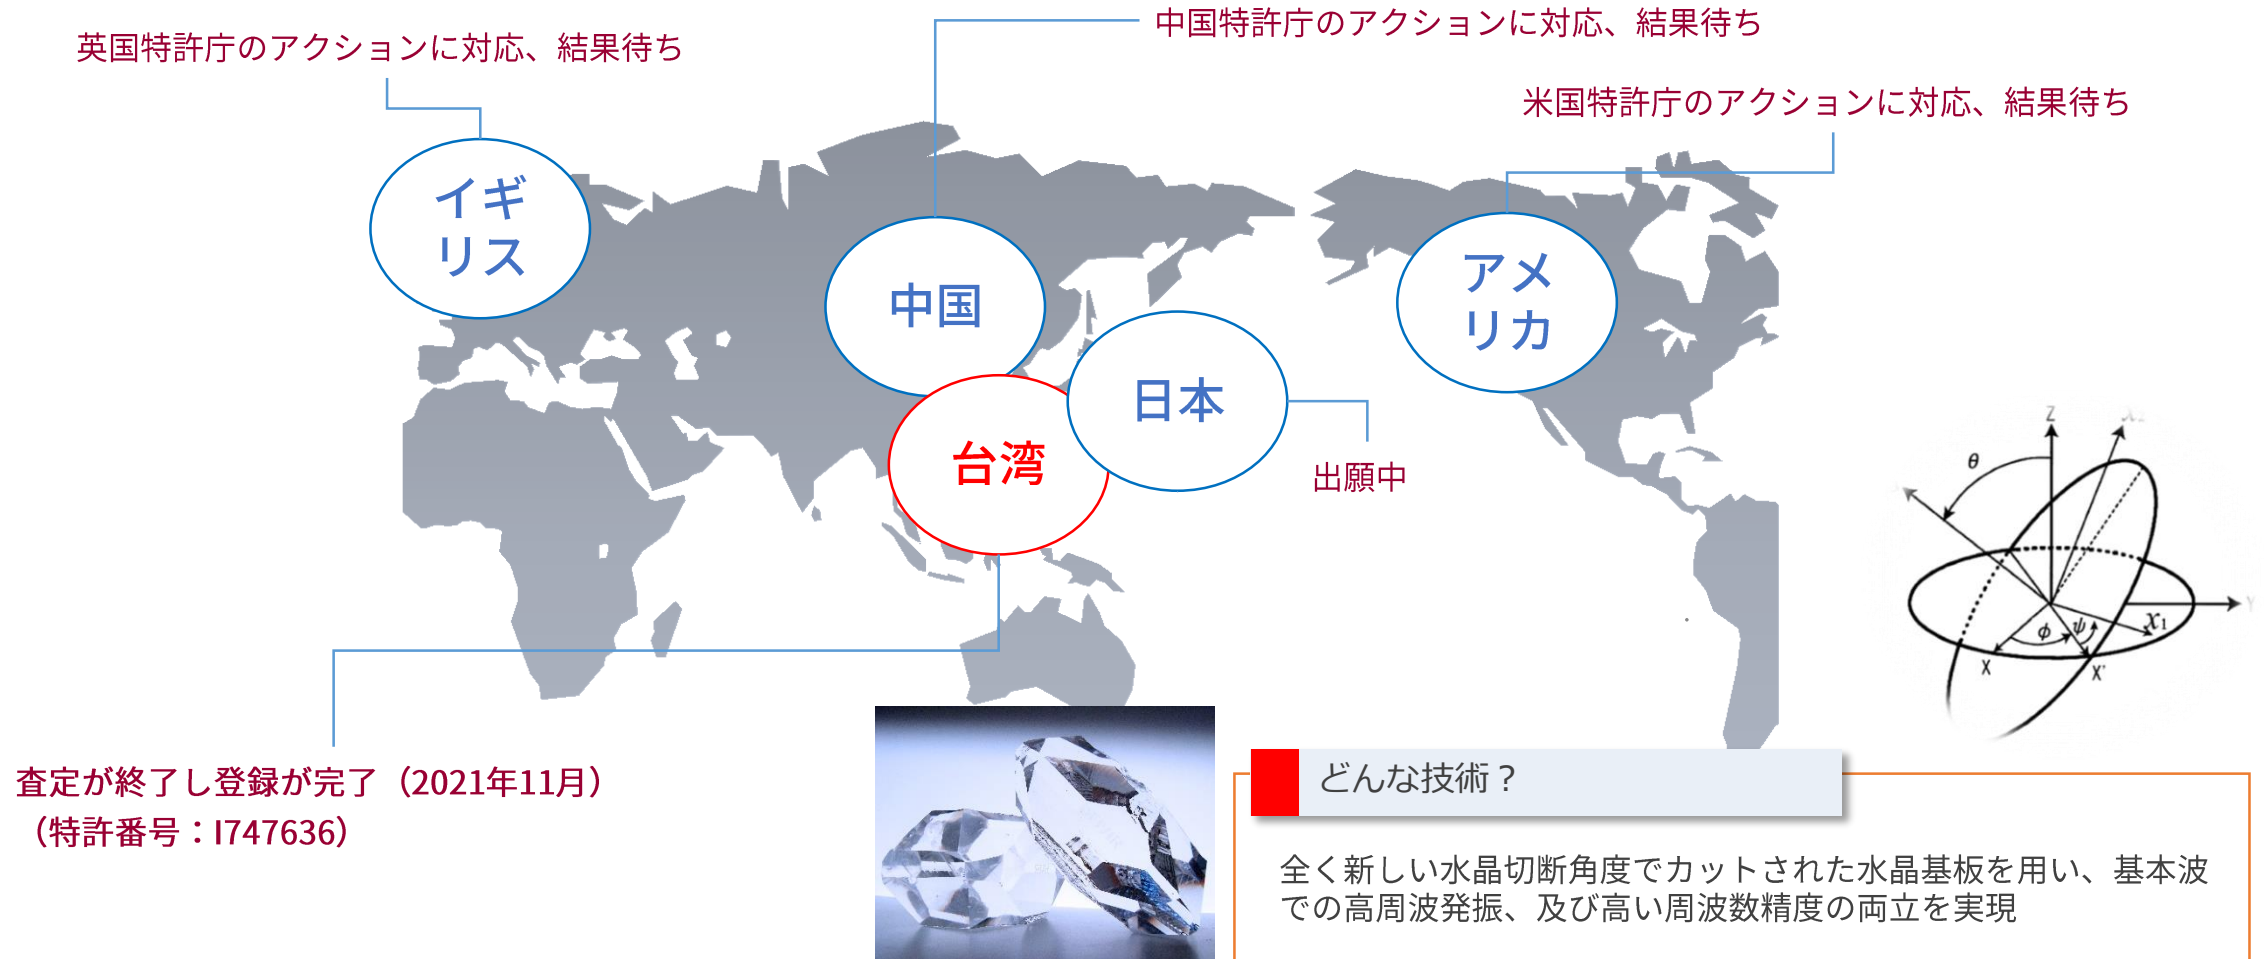 中国特許庁のアクションに対応、結果待ち
英国特許庁のアクションに対応、結果待ち
米国特許庁のアクションに対応、結果待ち
イギ
リス
中国
アメ
リカ
日本
台湾
出願中
Z
θ
x₁
φ
ψ
X
X'
Y
査定が終了し登録が完了（2021年11月）
（特許番号：I747636）
どんな技術？
全く新しい水晶切断角度でカットされた水晶基板を用い、基本波
での高周波発振、及び高い周波数精度の両立を実現